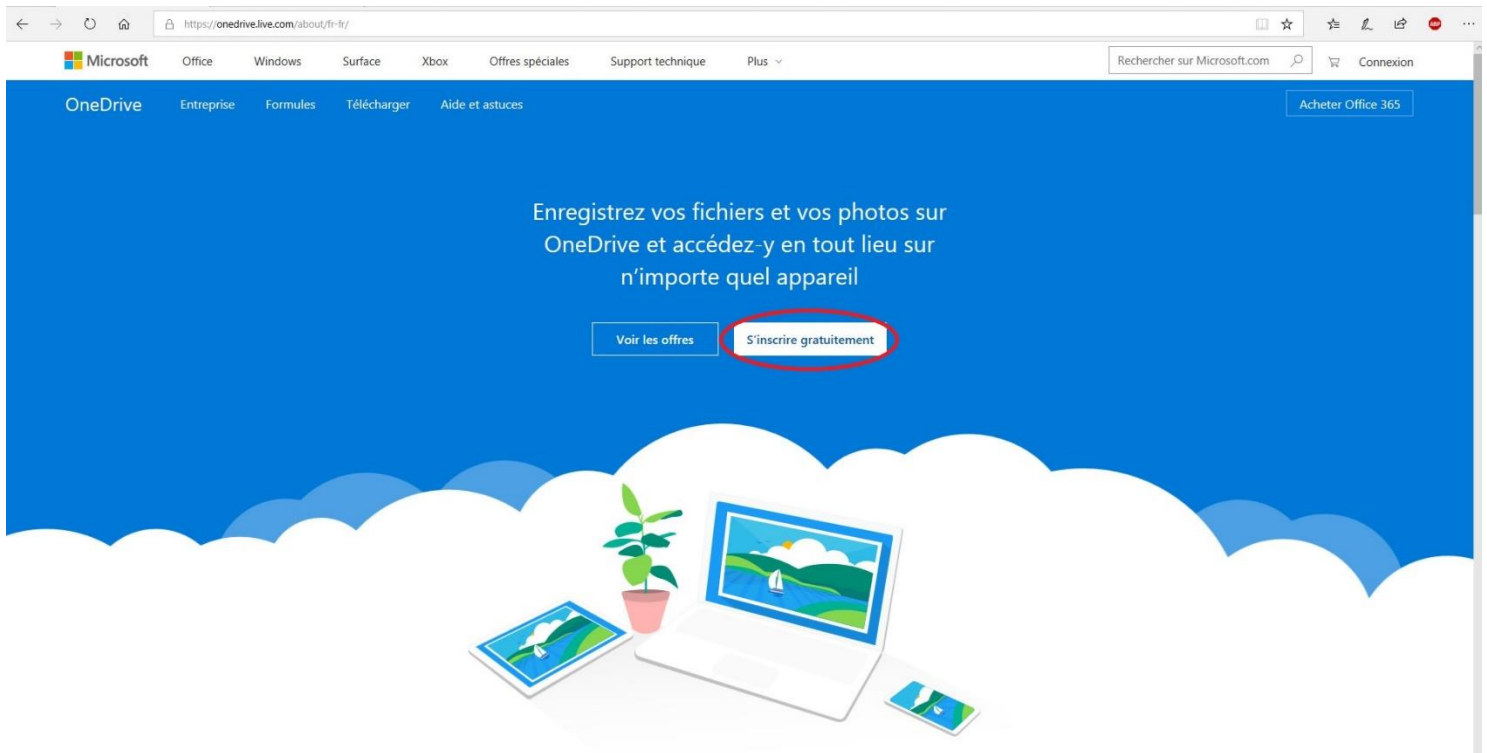 https://onedrive.live.com/about/fr-fr/
ABP
Microsoft Office Windows Surface Xbox Offres spéciales Support technique Plus Rechercher sur Microsoft.com Connexion
OneDrive Entreprise Formules Télécharger Aide et astuces Acheter Office 365
Enregistrez vos fichiers et vos photos sur
OneDrive et accédez-y en tout lieu sur
n'importe quel appareil
Voir les offres S'inscrire gratuitement